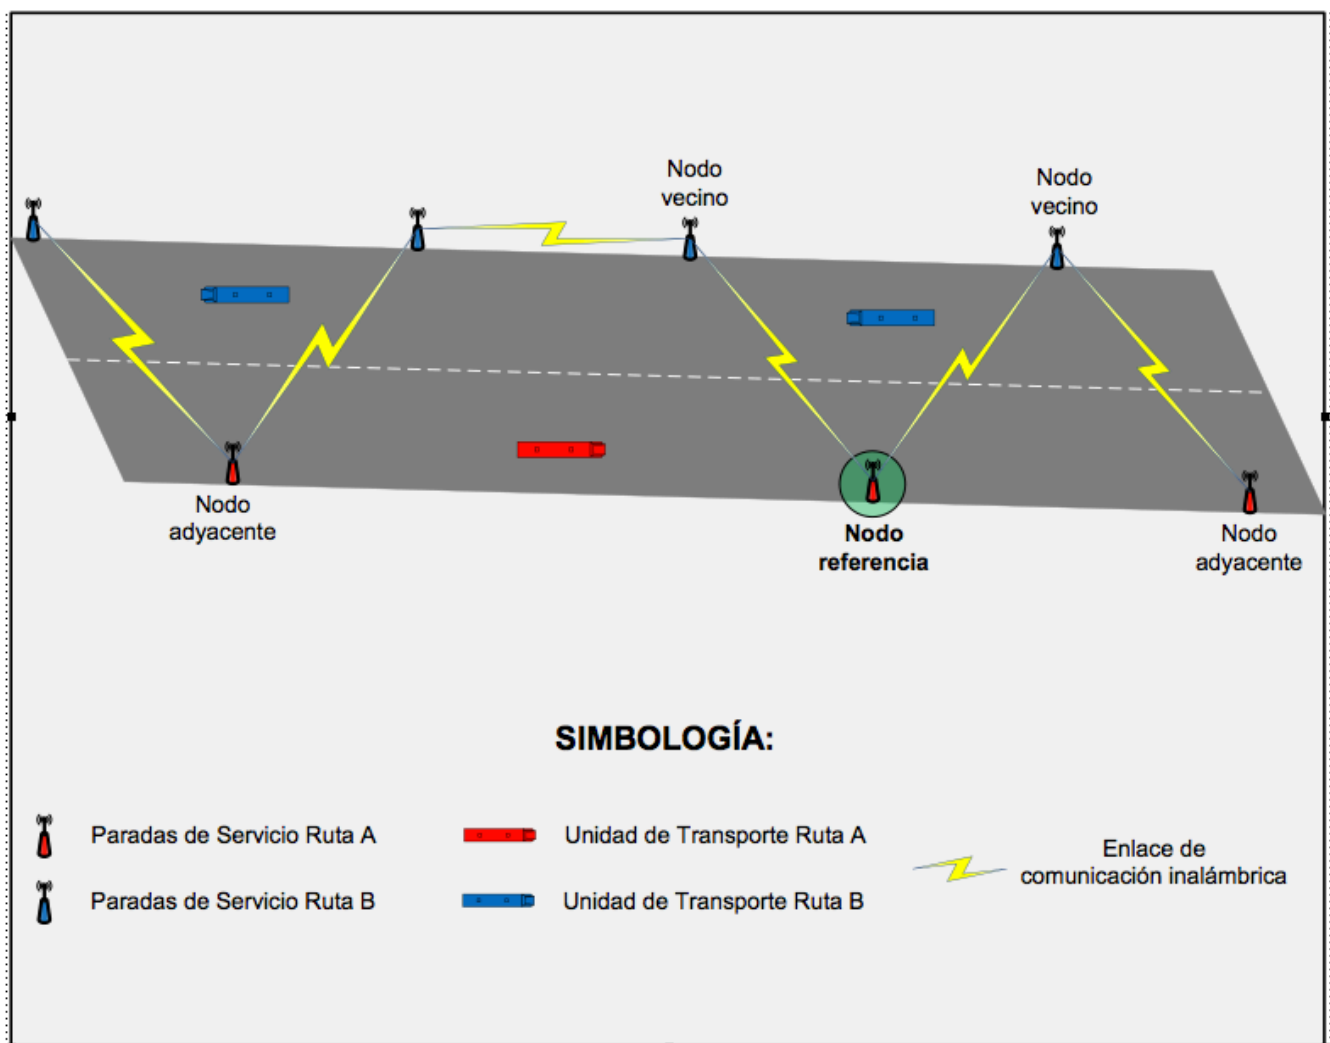 Nodo
vecino
Nodo
vecino
Nodo
adyacente
Nodo
referencia
Nodo
adyacente
SIMBOLOGÍA:
Paradas de Servicio Ruta A
Unidad de Transporte Ruta A
Paradas de Servicio Ruta B
Unidad de Transporte Ruta B
Enlace de
comunicación inalámbrica